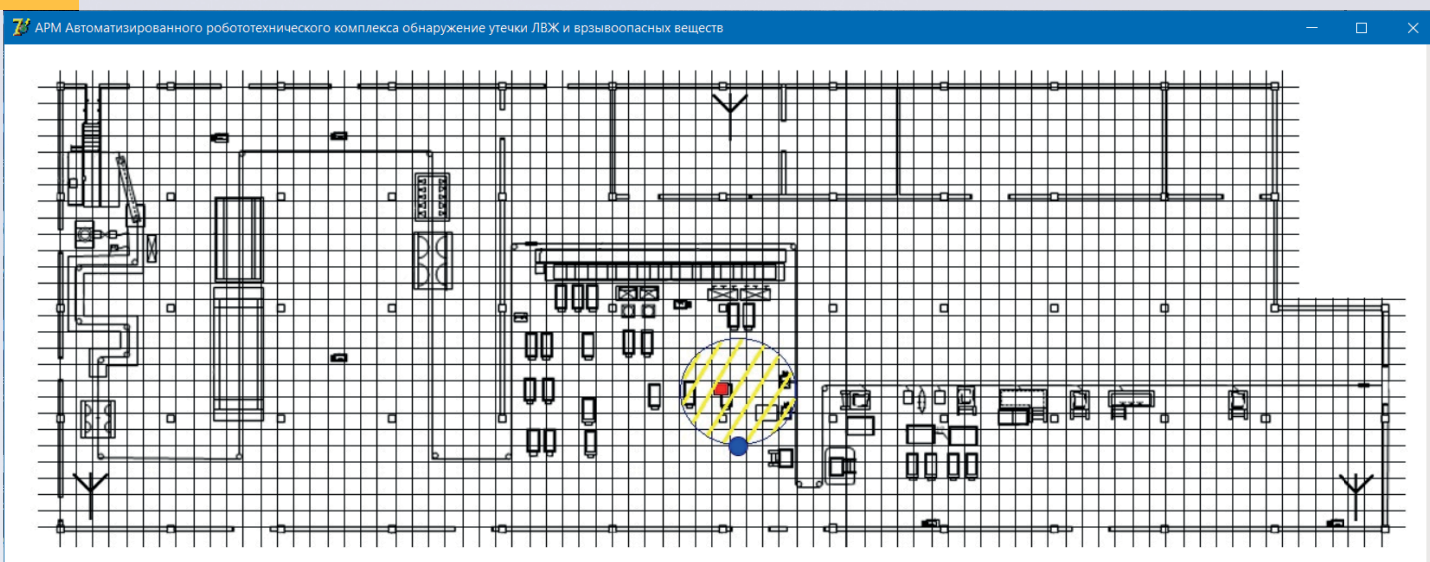 АРМ Автоматизированного робототехнического комплекса обнаружение утечки ЛВЖ и врзывоопасных веществ